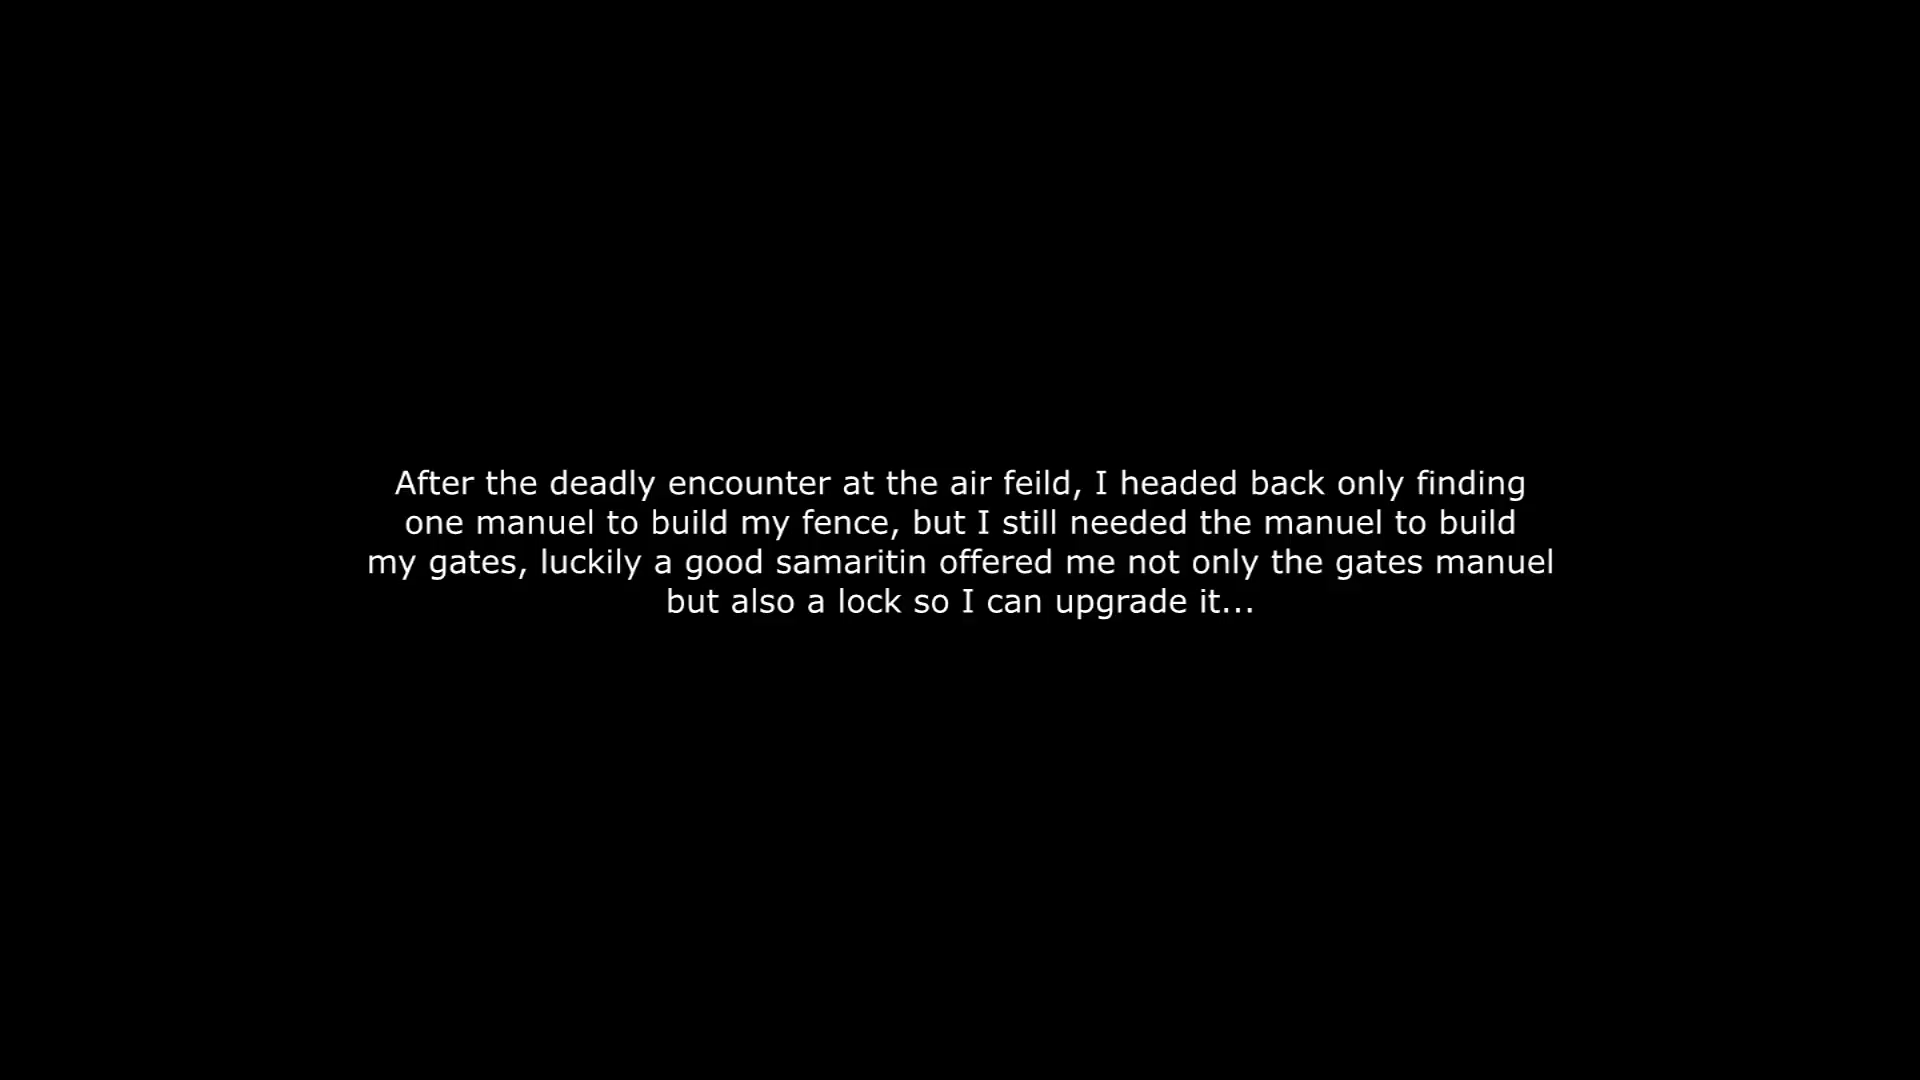 After the deadly encounter at the air feild, I headed back only finding
one manuel to build my fence, but I still needed the manuel to build
my gates, luckily a good samaritin offered me not only the gates manuel
but also a lock so I can upgrade it...